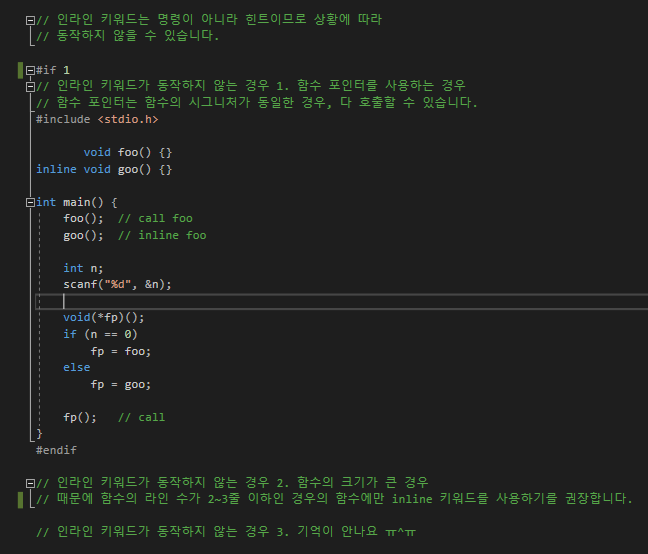 // 인라인 키워드는 명령이 아니라 힌트이므로 상황에 따라
// 동작하지 않을 수 있습니다.
#if 1
// 인라인 키워드가 동작하지 않는 경우 1. 함수 포인터를 사용하는 경우
// 함수 포인터는 함수의 시그니처가 동일한 경우, 다 호출할 수 있습니다.
#include <stdio.h>
void foo() {}
inline void goo() {}
int main() {
foo();  // call foo
goo();  // inline foo
int n;
scanf("%d", &n);
void(*fp)();
if (n == 0)
fp = foo;
else
fp = goo;
fp();   // call
}
#endif
// 인라인 키워드가 동작하지 않는 경우 2. 함수의 크기가 큰 경우
// 때문에 함수의 라인 수가 2~3줄 이하인 경우의 함수에만 inline 키워드를 사용하기를 권장합니다.
// 인라인 키워드가 동작하지 않는 경우 3. 기억이 안나요 ㅠ^ㅠ